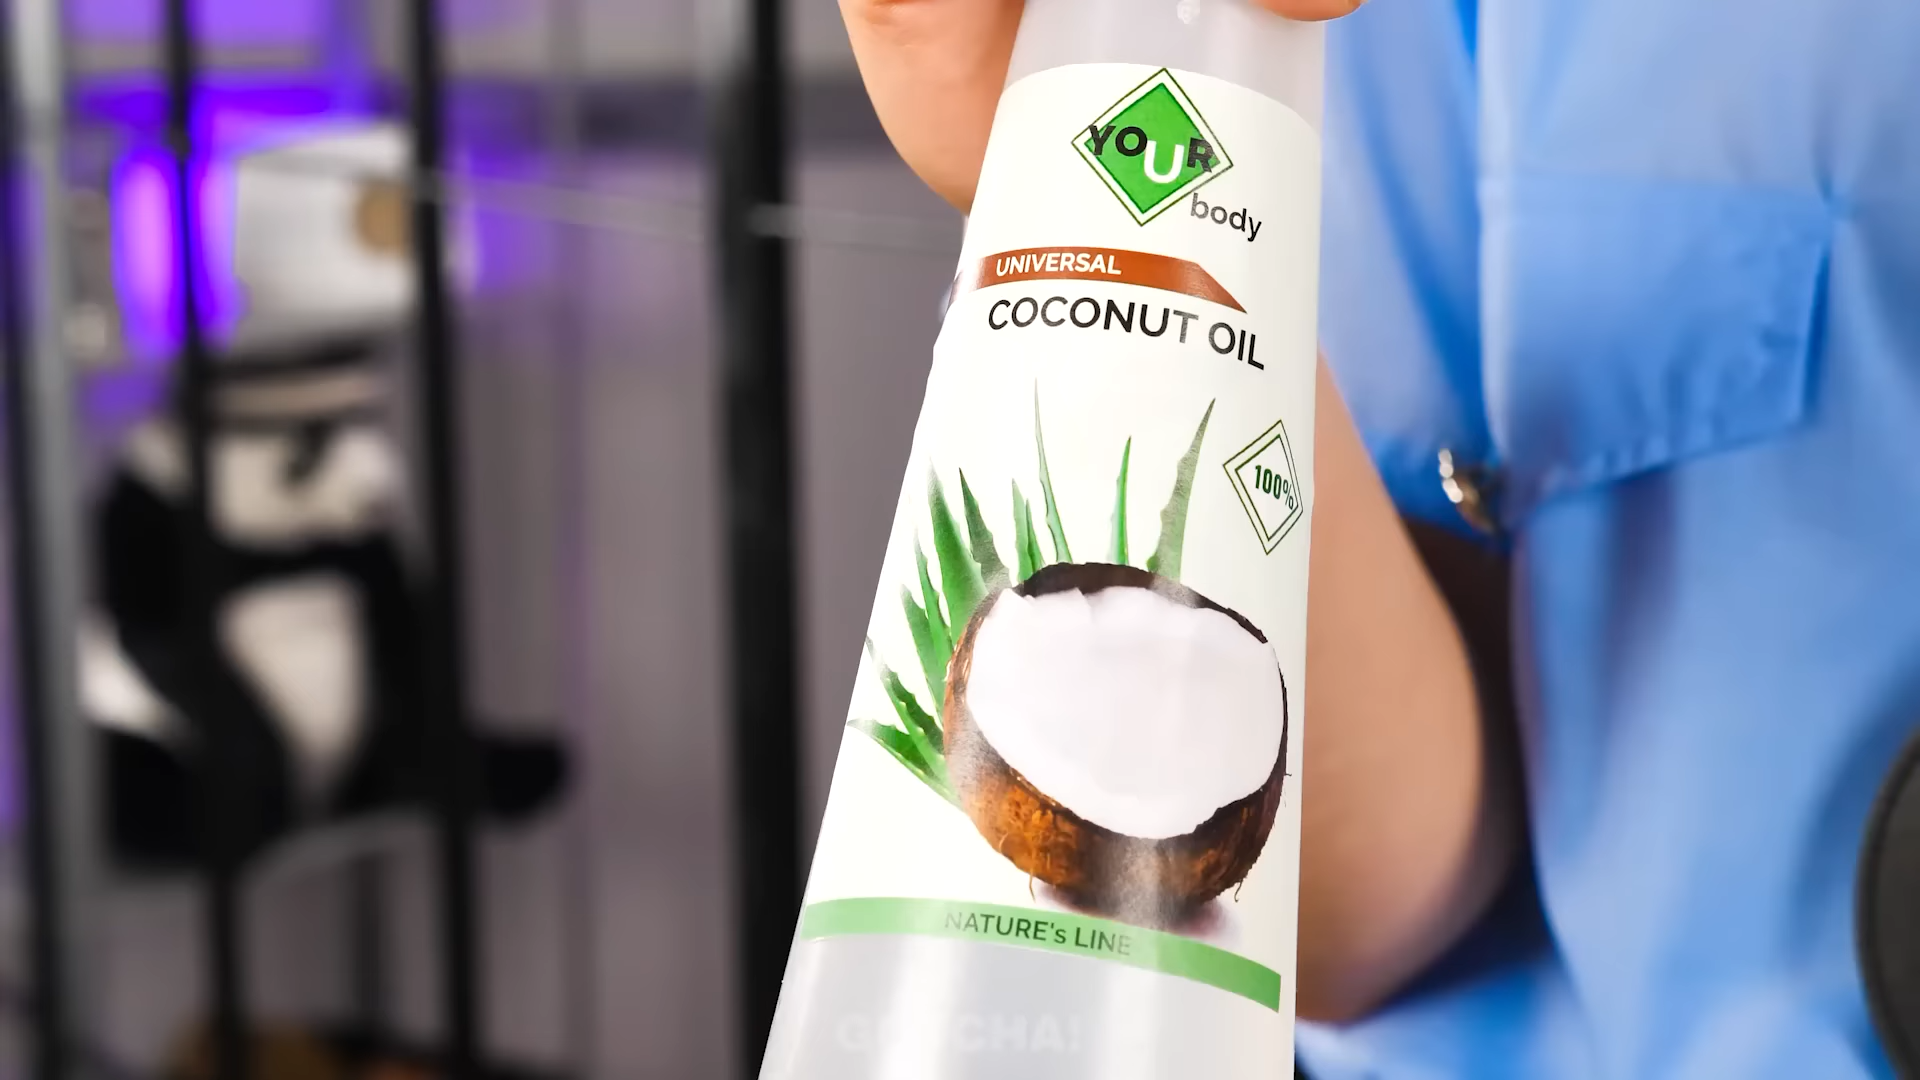 YOUR
body
UNIVERSAL
COCONUT OIL
100%
NATURE's LINE